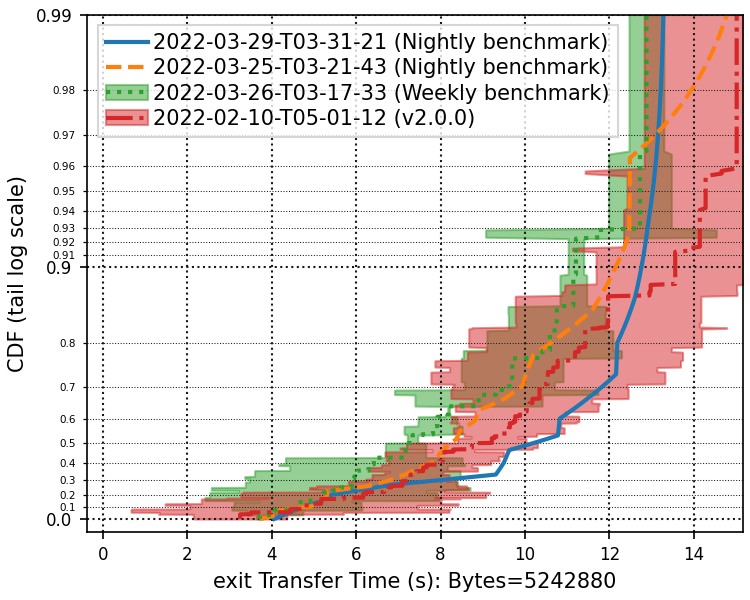 0.99
2022-03-29-T03-31-21 (Nightly benchmark)
2022-03-25-T03-21-43 (Nightly benchmark)
2022-03-26-T03-17-33 (Weekly benchmark)
2022-02-10-T05-01-12 (v2.0.0)
0.98
0.97
0.96
0.95
0.94
0.93
0.92
0.91
0.9
0.8
0.7
0.6
0.5
0.4
0.3
0.2
0.1
0.0
CDF (tail log scale)
0 2 4 6 8 10 12 14
exit Transfer Time (s): Bytes=5242880